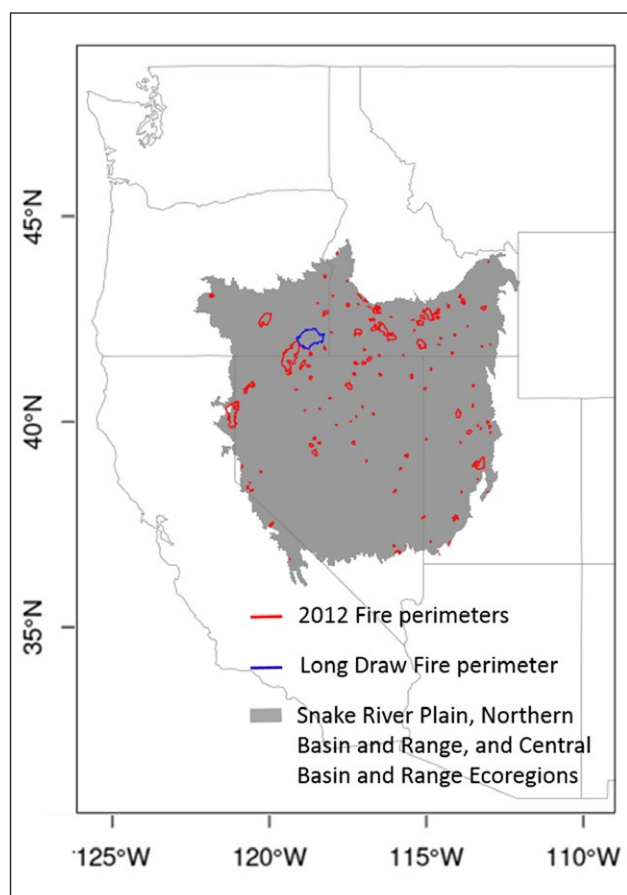 45°N
40°N
35°N
2012 Fire perimeters
Long Draw Fire perimeter
Snake River Plain, Northern
Basin and Range, and Central
Basin and Range Ecoregions
125°W 120°W 115°W 110°W